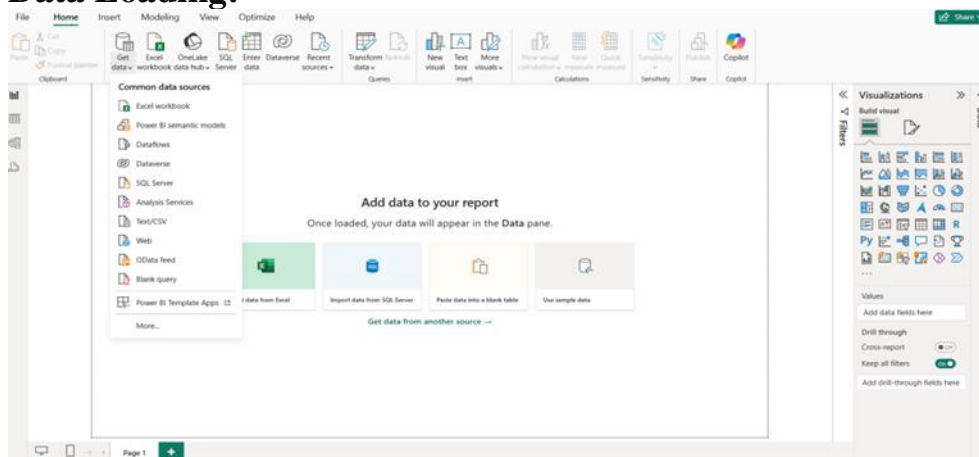 Data Loading:
File Home Insert Modeling View Optimize Help Share
Cut
Copy
Paste Format painter
Get data Excel workbook OneLake data hub SQL Server Enter data Dataverse Recent sources Transform data Refresh New visual Text box More visuals New visual calculation New measure Quick measure Sensitivity Publish Copilot
Clipboard Queries Insert Calculations Sensitivity Share Copilot
Common data sources
Excel workbook
Power BI semantic models
Dataflows
Dataverse
SQL Server
Analysis Services
Text/CSV
Web
OData feed
Blank query
Power BI Template Apps
More...
Add data to your report
Once loaded, your data will appear in the Data pane.
data from Excel
Import data from SQL Server
Paste data into a blank table
Use sample data
Get data from another source →
Filters
Visualizations
Build visual
R
Py
...
Values
Add data fields here
Drill through
Cross-report Off
Keep all filters On
Add drill-through fields here
Page 1